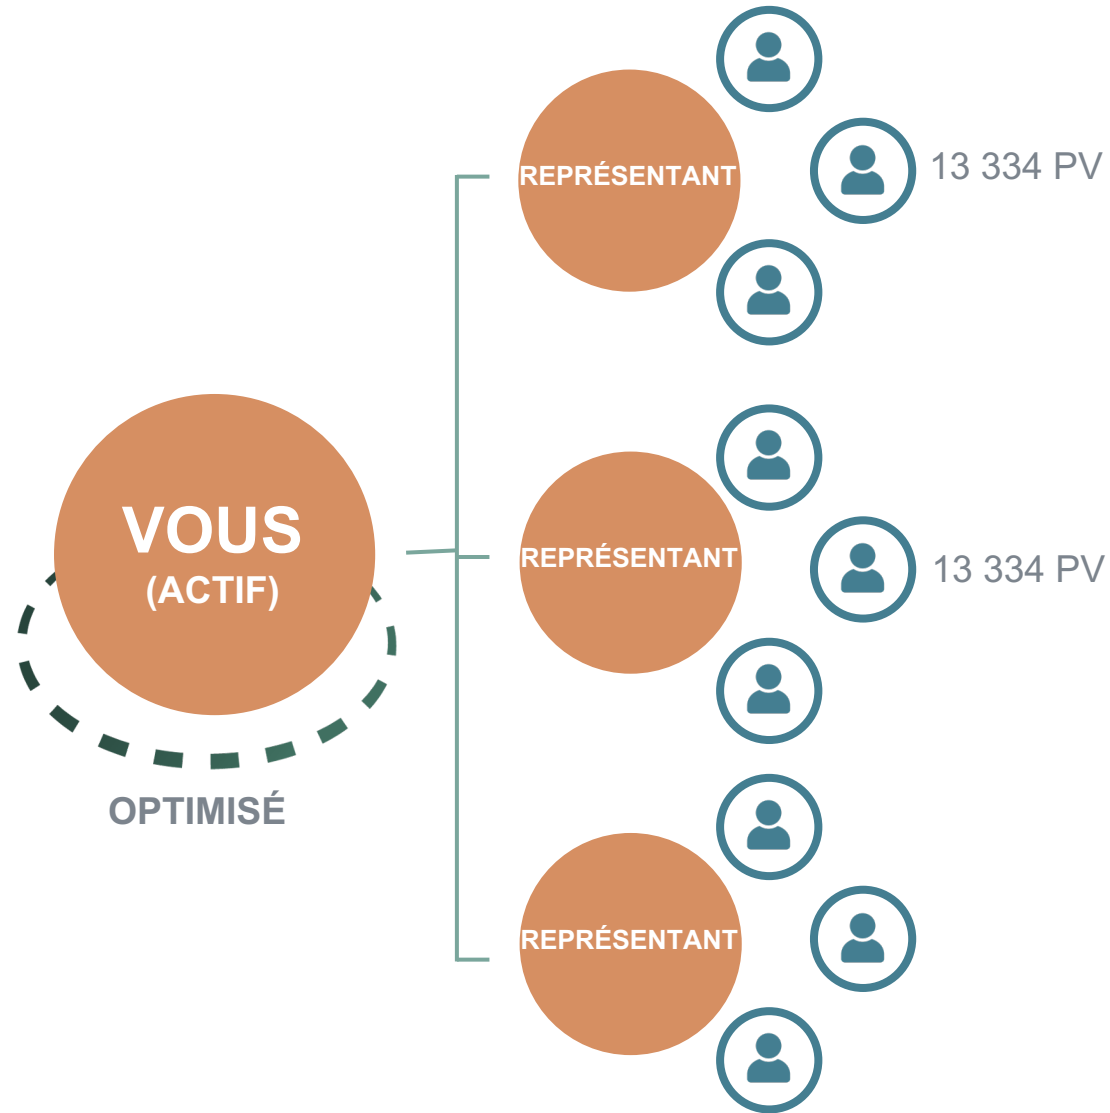 REPRÉSENTANT
13 334 PV
VOUS
(ACTIF)
REPRÉSENTANT
13 334 PV
OPTIMISÉ
REPRÉSENTANT